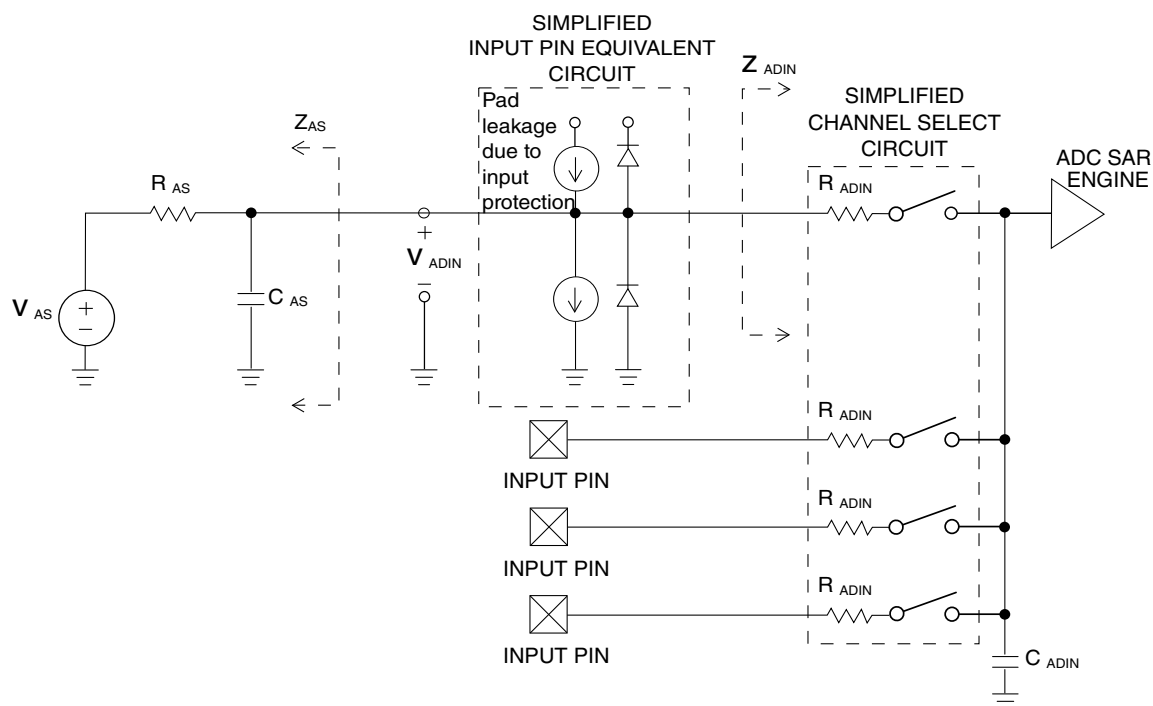 SIMPLIFIED
INPUT PIN EQUIVALENT
CIRCUIT
Pad
leakage
due to
input
protection
Z ADIN
SIMPLIFIED
CHANNEL SELECT
CIRCUIT
ADC SAR
ENGINE
ZAS
R AS
R ADIN
+
V ADIN
–
C AS
V AS
+
–
R ADIN
INPUT PIN
R ADIN
INPUT PIN
R ADIN
INPUT PIN
C ADIN